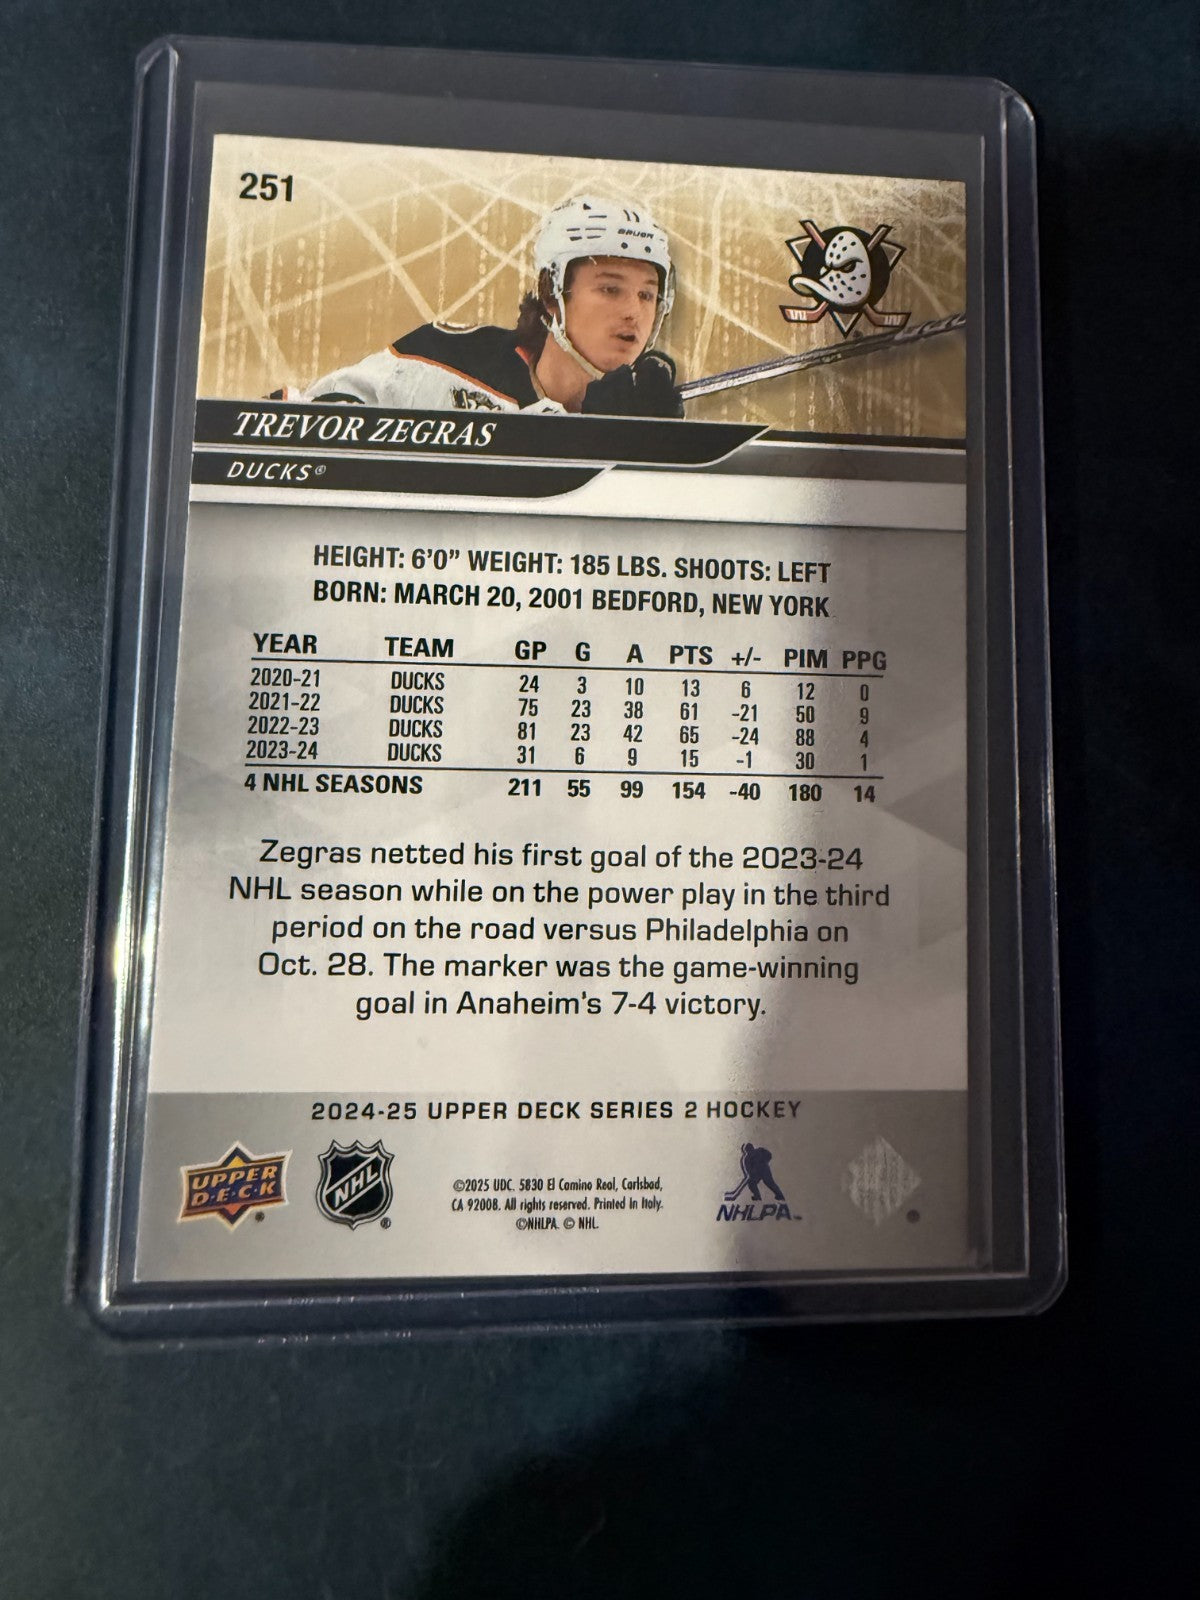 251
11
BAUER
TREVOR ZEGRAS
DUCKS®
HEIGHT: 6'0" WEIGHT: 185 LBS. SHOOTS: LEFT
BORN: MARCH 20, 2001 BEDFORD, NEW YORK
YEAR TEAM GP G A PTS +/- PIM PPG
2020-21 DUCKS 24 3 10 13 6 12 0
2021-22 DUCKS 75 23 38 61 -21 50 9
2022-23 DUCKS 81 23 42 65 -24 88 4
2023-24 DUCKS 31 6 9 15 -1 30 1
4 NHL SEASONS 211 55 99 154 -40 180 14
Zegras netted his first goal of the 2023-24
NHL season while on the power play in the third
period on the road versus Philadelphia on
Oct. 28. The marker was the game-winning
goal in Anaheim's 7-4 victory.
2024-25 UPPER DECK SERIES 2 HOCKEY
UPPER
D·E·C·K
®
NHL
®
©2025 UDC. 5830 El Camino Real, Carlsbad,
CA 92008. All rights reserved. Printed in Italy.
©NHLPA. © NHL.
NHLPA™
®